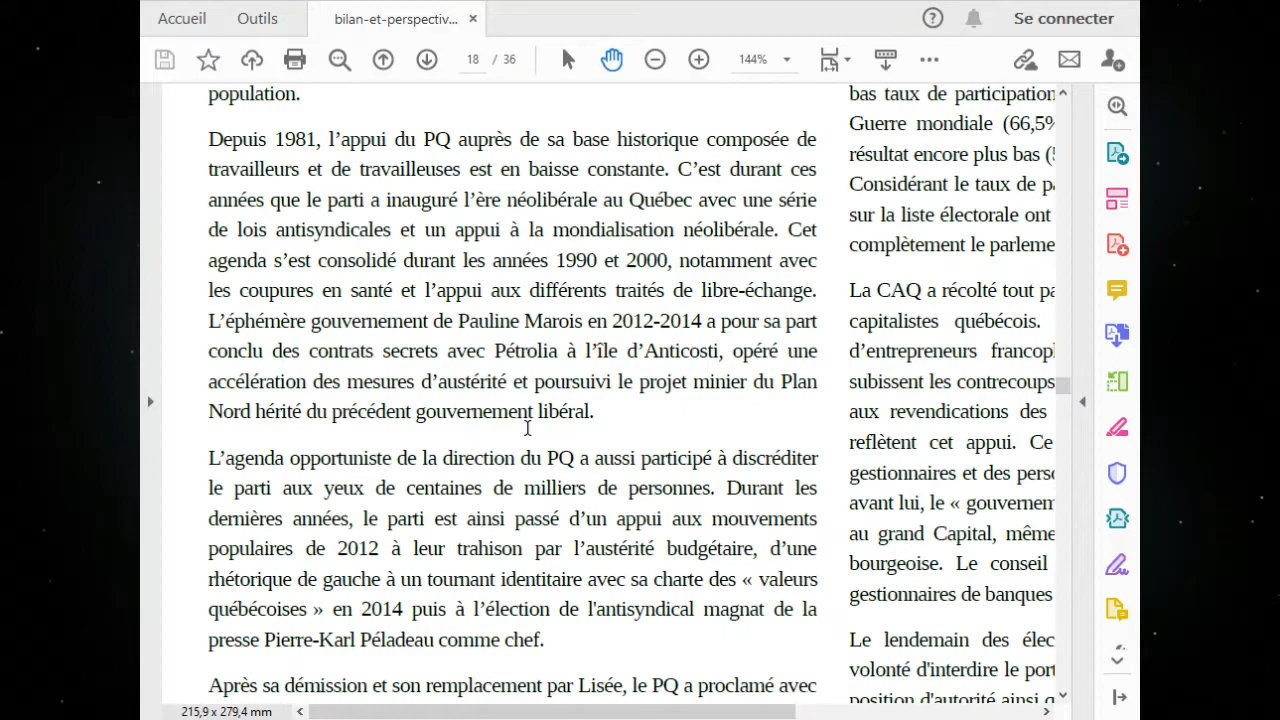 Accueil
Outils
bilan-et-perspectiv...
Se connecter
18 / 36
144%
population.
Depuis 1981, l’appui du PQ auprès de sa base historique composée de
travailleurs et de travailleuses est en baisse constante. C’est durant ces
années que le parti a inauguré l’ère néolibérale au Québec avec une série
de lois antisyndicales et un appui à la mondialisation néolibérale. Cet
agenda s’est consolidé durant les années 1990 et 2000, notamment avec
les coupures en santé et l’appui aux différents traités de libre-échange.
L’éphémère gouvernement de Pauline Marois en 2012-2014 a pour sa part
conclu des contrats secrets avec Pétrolia à l’île d’Anticosti, opéré une
accélération des mesures d’austérité et poursuivi le projet minier du Plan
Nord hérité du précédent gouvernement libéral.
L’agenda opportuniste de la direction du PQ a aussi participé à discréditer
le parti aux yeux de centaines de milliers de personnes. Durant les
dernières années, le parti est ainsi passé d’un appui aux mouvements
populaires de 2012 à leur trahison par l’austérité budgétaire, d’une
rhétorique de gauche à un tournant identitaire avec sa charte des « valeurs
québécoises » en 2014 puis à l’élection de l'antisyndical magnat de la
presse Pierre-Karl Péladeau comme chef.
Après sa démission et son remplacement par Lisée, le PQ a proclamé avec
bas taux de participation
Guerre mondiale (66,5%
résultat encore plus bas (
Considérant le taux de
sur la liste électorale ont
complètement le parleme
La CAQ a récolté tout pa
capitalistes québécois.
d’entrepreneurs francop
subissent les contrecoups
aux revendications des
reflètent cet appui. Ce
gestionnaires et des perso
avant lui, le « gouvernem
au grand Capital, même
bourgeoise. Le conseil
gestionnaires de banques
Le lendemain des élec
volonté d'interdire le port
position d'autorité ainsi
215,9 x 279,4 mm